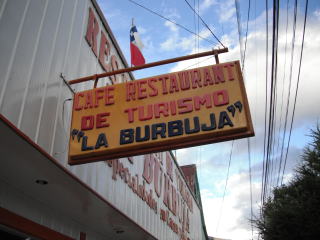 CAFE RESTAURANT
DE TURISMO
"LA BURBUJA"